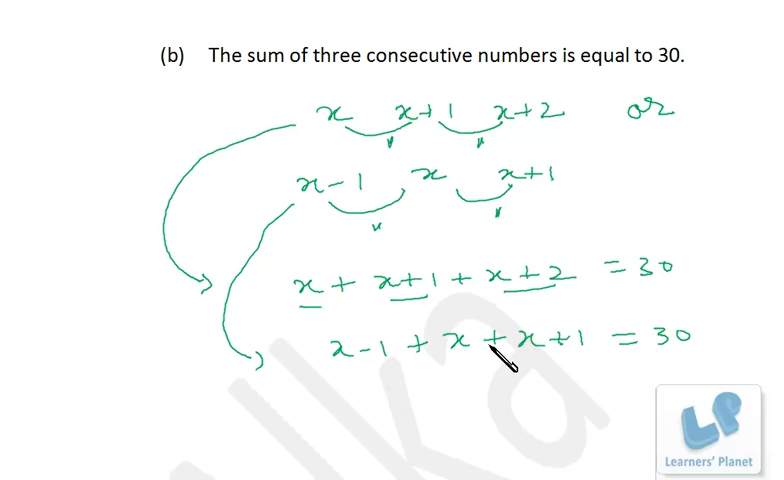 (b) The sum of three consecutive numbers is equal to 30.
x x+1 x+2 or
x-1 x x+1
x + x+1 + x+2 = 30
x-1 + x + x+1 = 30
LP
Learners' Planet